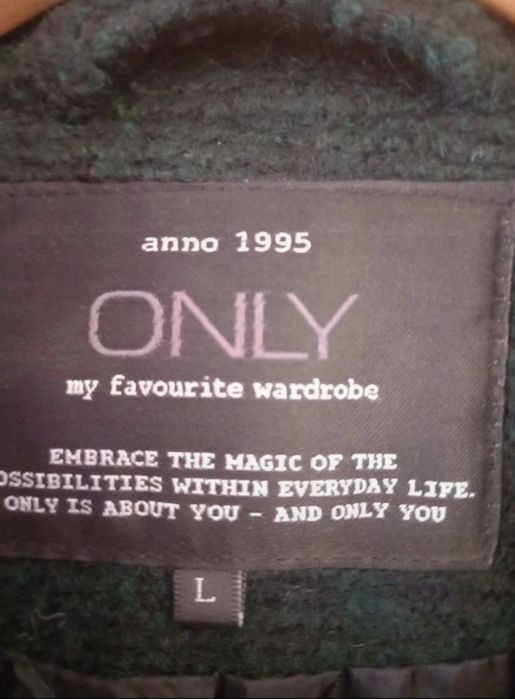 anno 1995
ONLY
my favourite wardrobe
EMBRACE THE MAGIC OF THE
OSSIBILITIES WITHIN EVERYDAY LIFE.
ONLY IS ABOUT YOU - AND ONLY YOU
L